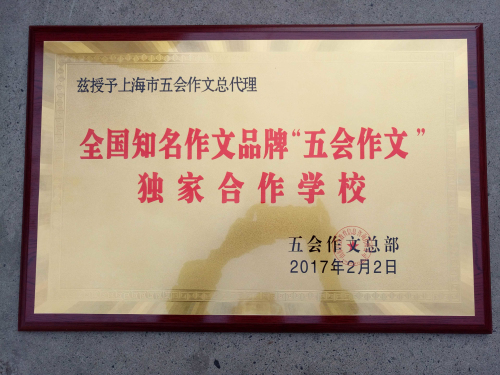 兹授予上海市五会作文总代理
全国知名作文品牌“五会作文”
独家合作学校
五会作文总部
2017年2月2日